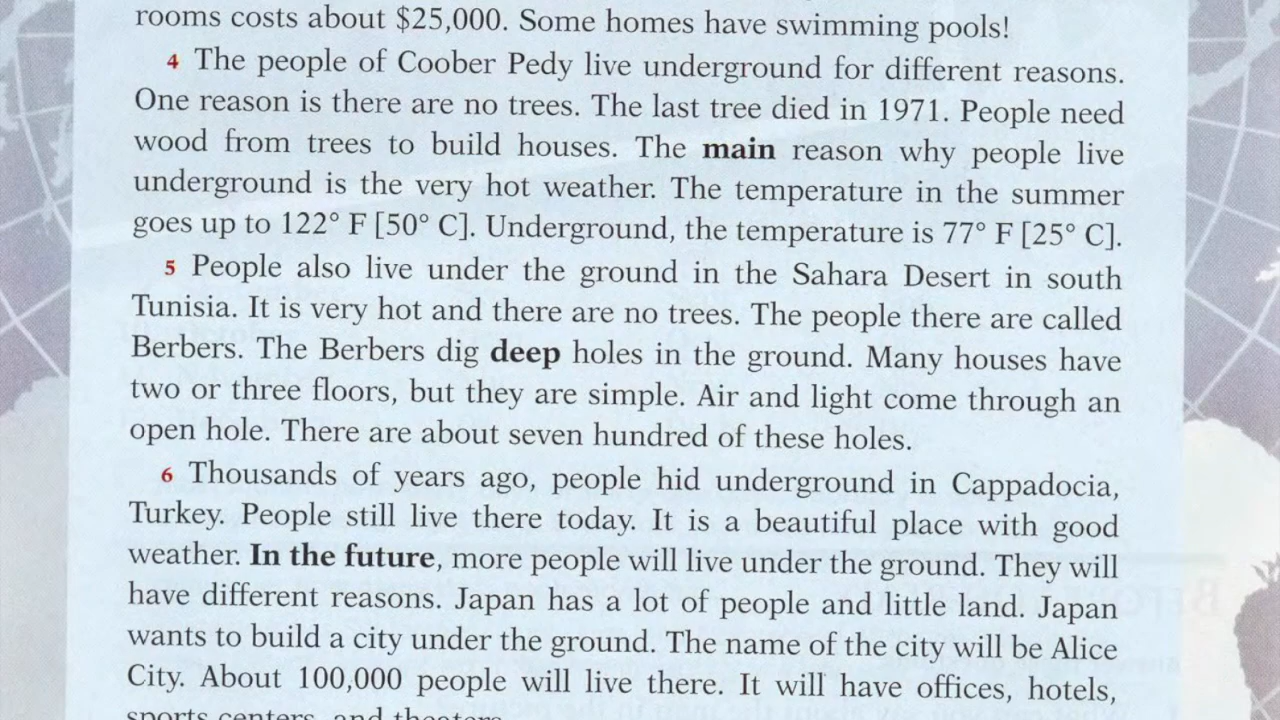 rooms costs about $25,000. Some homes have swimming pools!
4 The people of Coober Pedy live underground for different reasons.
One reason is there are no trees. The last tree died in 1971. People need
wood from trees to build houses. The main reason why people live
underground is the very hot weather. The temperature in the summer
goes up to 122° F [50° C]. Underground, the temperature is 77° F [25° C].
5 People also live under the ground in the Sahara Desert in south
Tunisia. It is very hot and there are no trees. The people there are called
Berbers. The Berbers dig deep holes in the ground. Many houses have
two or three floors, but they are simple. Air and light come through an
open hole. There are about seven hundred of these holes.
6 Thousands of years ago, people hid underground in Cappadocia,
Turkey. People still live there today. It is a beautiful place with good
weather. In the future, more people will live under the ground. They will
have different reasons. Japan has a lot of people and little land. Japan
wants to build a city under the ground. The name of the city will be Alice
City. About 100,000 people will live there. It will have offices, hotels,
sports centers, and theaters.